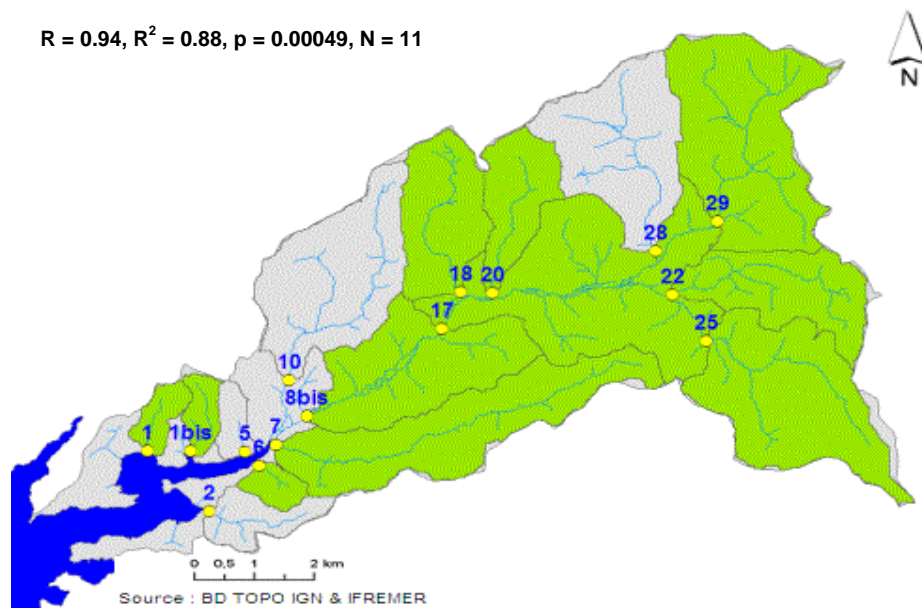 R = 0.94, R² = 0.88, p = 0.00049, N = 11
N
29
28
18 20
22
17
25
10
8bis
1 1bis 5 7
6
2
0 0,5 1 2 km
Source : BD TOPO IGN & IFREMER